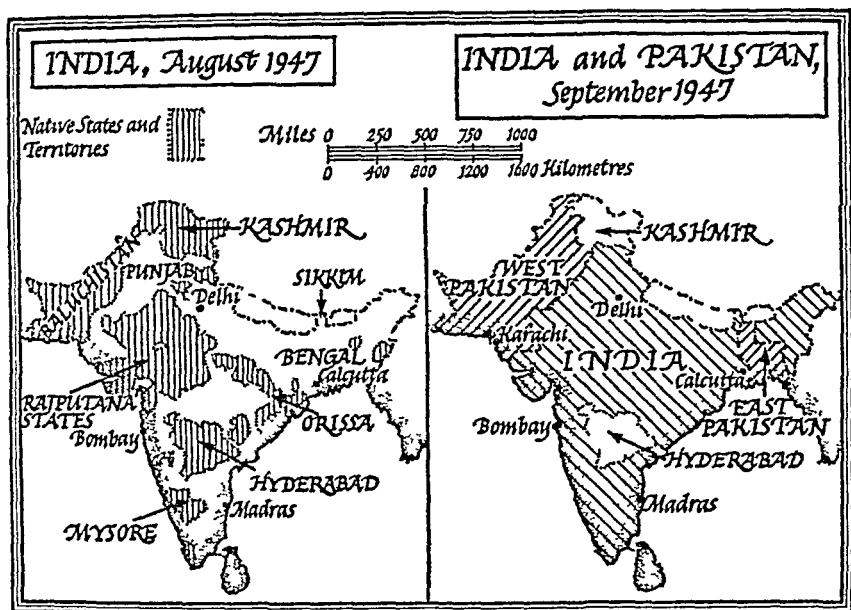 INDIA, August 1947
INDIA and PAKISTAN,
September 1947
Native States and
Territories
Miles 0 250 500 750 1000
0 400 800 1200 1600 Kilometres
KASHMIR
BALUCHISTAN
PUNJAB
SIKKIM
Delhi
BENGAL
Calcutta
RAJPUTANA
STATES
ORISSA
Bombay
HYDERABAD
Madras
MYSORE
KASHMIR
WEST
PAKISTAN
Delhi
Karachi
INDIA
Calcutta
EAST
PAKISTAN
Bombay
HYDERABAD
Madras